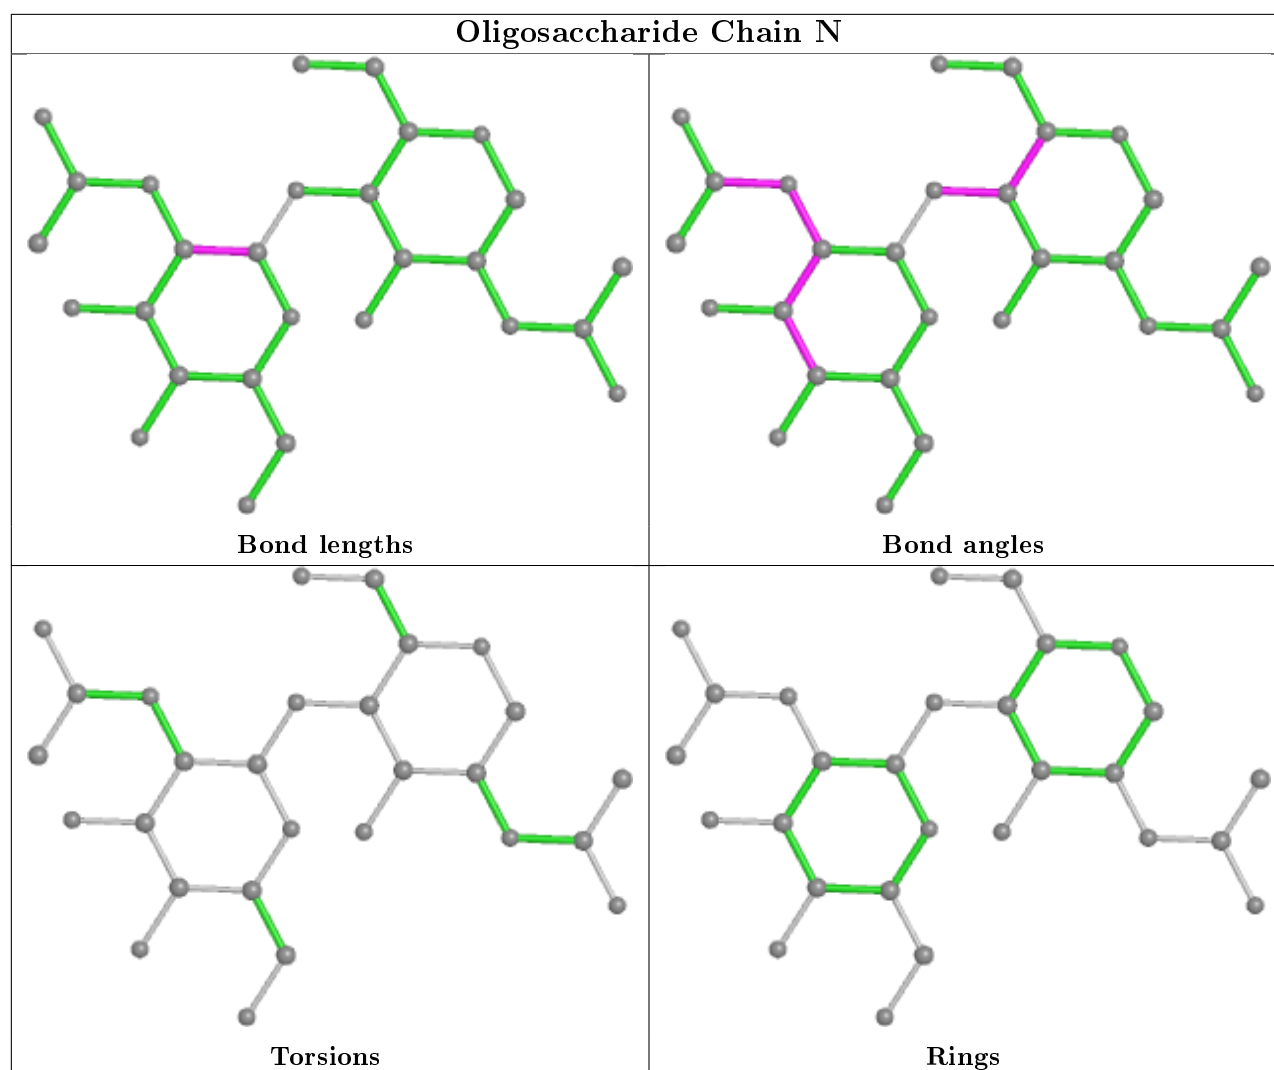 Oligosaccharide Chain N
Bond lengths
Bond angles
Torsions
Rings